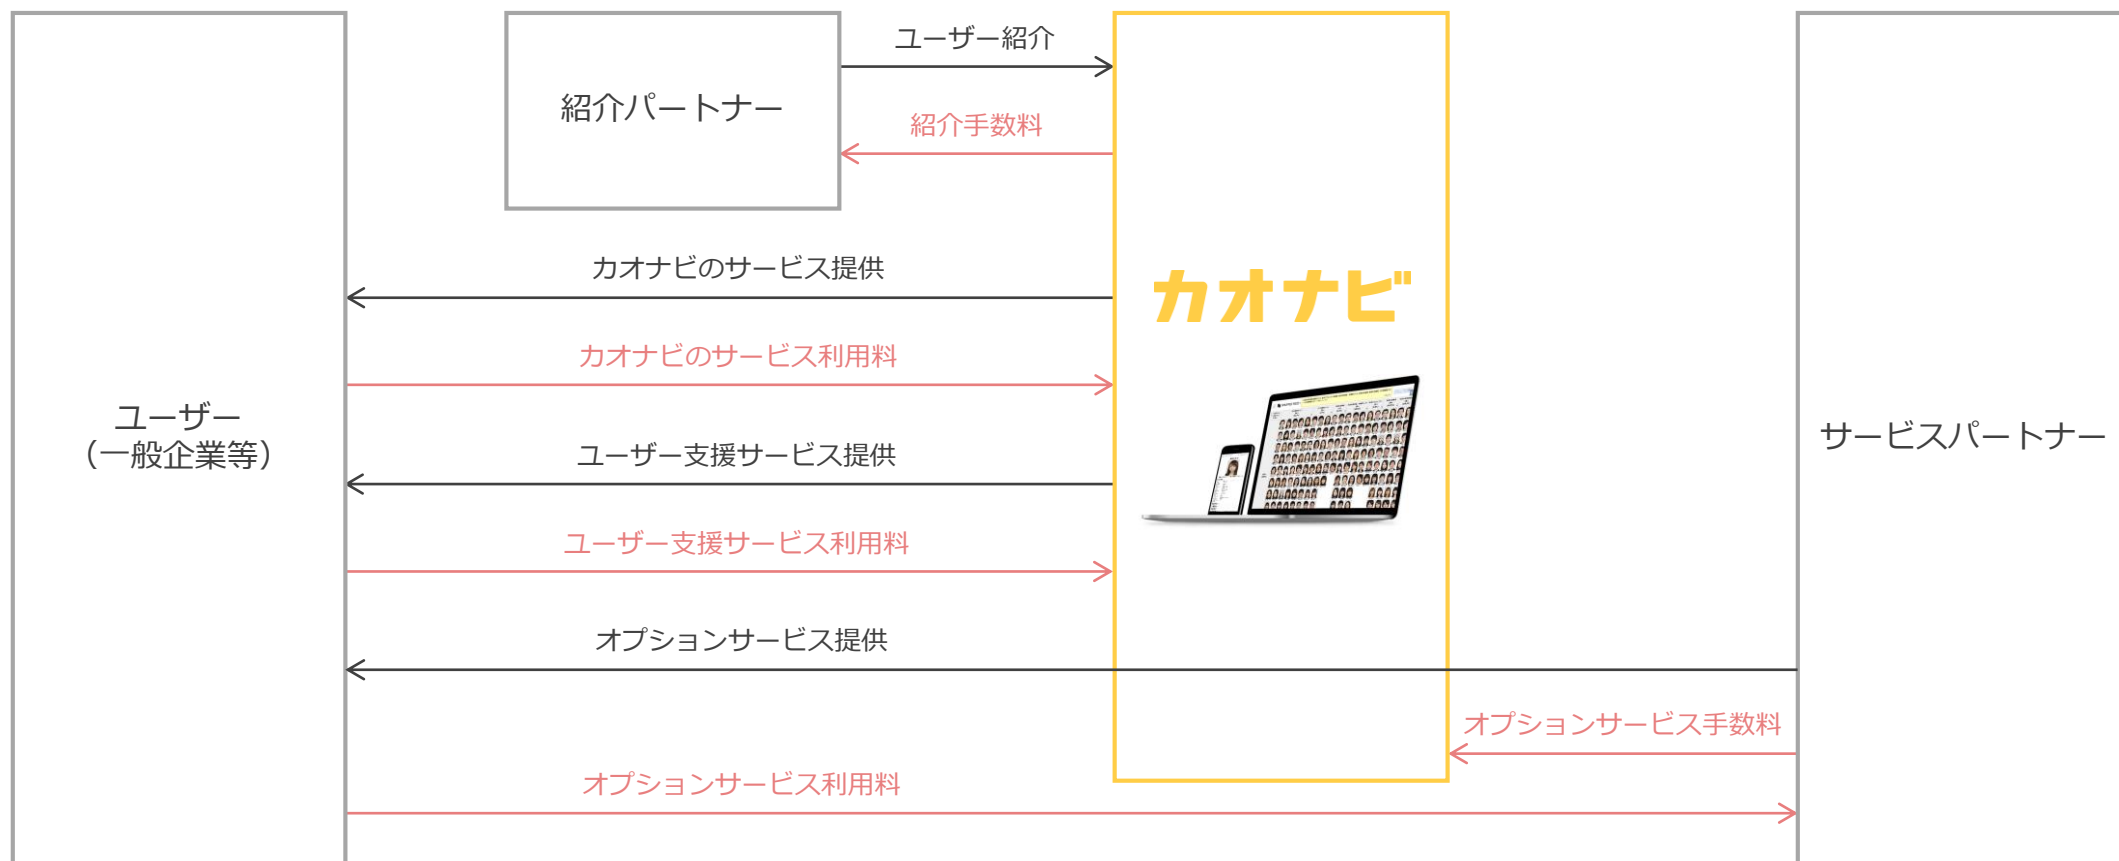 ユーザー紹介
紹介パートナー
紹介手数料
カオナビのサービス提供
カオナビ
カオナビのサービス利用料
ユーザー
（一般企業等）
サービスパートナー
ユーザー支援サービス提供
ユーザー支援サービス利用料
オプションサービス提供
オプションサービス手数料
オプションサービス利用料